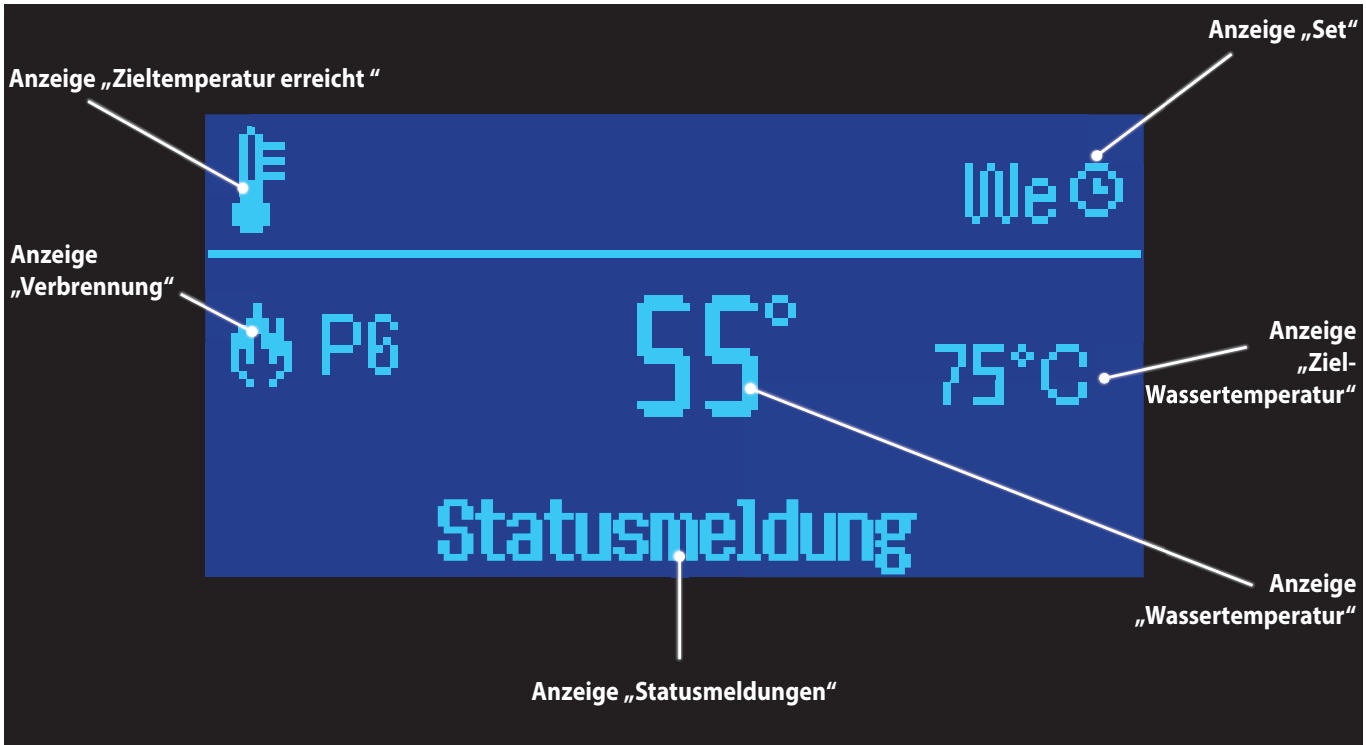 Anzeige „Set“
Anzeige „Zieltemperatur erreicht “
We
Anzeige
„Verbrennung“
P6
55°
75°C
Anzeige
„Ziel-
Wassertemperatur“
Statusmeldung
Anzeige
„Wassertemperatur“
Anzeige „Statusmeldungen“